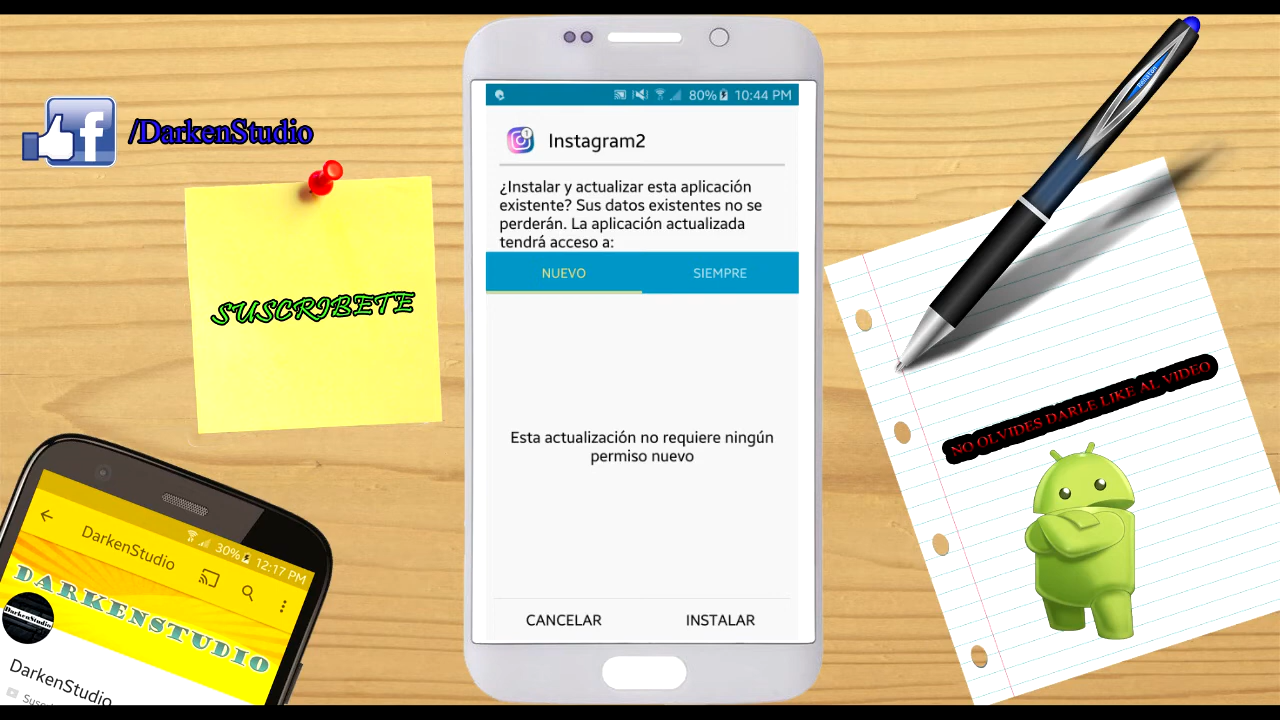 /DarkenStudio
SUSCRIBETE
80% 10:44 PM
Instagram2
¿Instalar y actualizar esta aplicación
existente? Sus datos existentes no se
perderán. La aplicación actualizada
tendrá acceso a:
NUEVO SIEMPRE
Esta actualización no requiere ningún
permiso nuevo
CANCELAR INSTALAR
NO OLVIDES DARLE LIKE AL VIDEO
30% 12:17 PM
DarkenStudio
DARKENSTUDIO
DarkenStudio
DarkenStudio